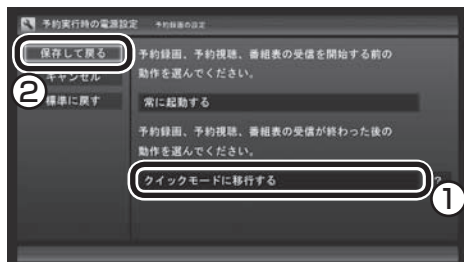 予約実行時の電源設定 予約録画の設定
保存して戻る
キャンセル
標準に戻す
②
予約録画、予約視聴、番組表の受信を開始する前の
動作を選んでください。
常に起動する
予約録画、予約視聴、番組表の受信が終わった後の
動作を選んでください。
クイックモードに移行する ?
①